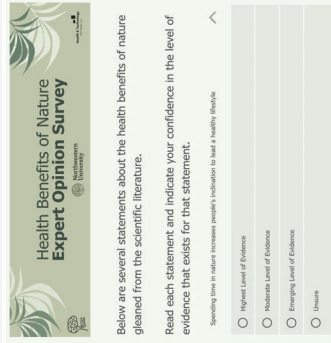 Health Benefits of Nature
Expert Opinion Survey
Northwestern
University
Below are several statements about the health benefits of nature
gleaned from the scientific literature.
Read each statement and indicate your confidence in the level of
evidence that exists for that statement.
Spending time in nature increases people's inclination to lead a healthy lifestyle
Highest Level of Evidence
Moderate Level of Evidence
Emerging Level of Evidence
Unsure